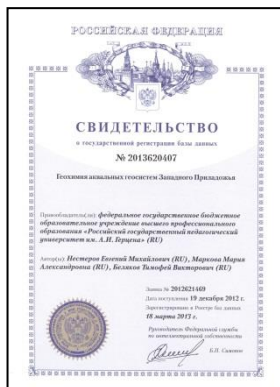 РОССИЙСКАЯ ФЕДЕРАЦИЯ
СВИДЕТЕЛЬСТВО
о государственной регистрации базы данных
№ 2013620407
Геохимия аквальных геосистем Западного Приладожья
Правообладатель(ли): федеральное государственное бюджетное
образовательное учреждение высшего профессионального
образования «Российский государственный педагогический
университет им. А.И. Герцена» (RU)
Автор(ы): Нестеров Евгений Михайлович (RU), Маркова Мария
Александровна (RU), Беляков Тимофей Викторович (RU)
Заявка № 2012621469
Дата поступления 19 декабря 2012 г.
Зарегистрировано в Реестре баз данных
18 марта 2013 г.
Руководитель Федеральной службы
по интеллектуальной собственности
Б.П. Симонов